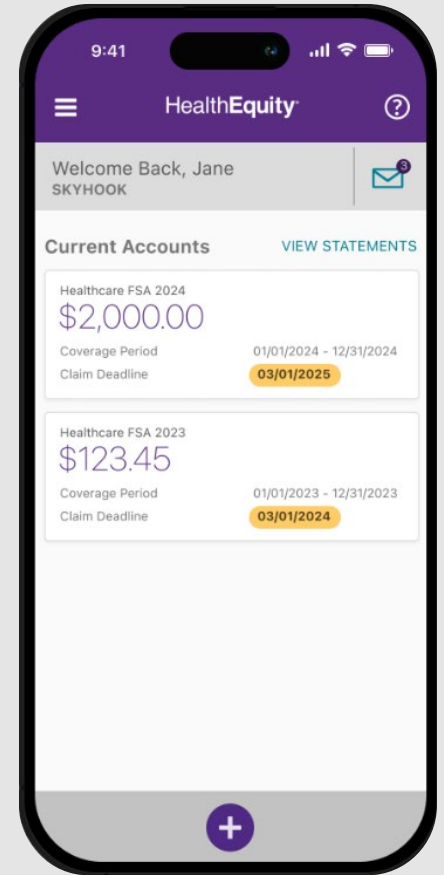 9:41
HealthEquity
?
Welcome Back, Jane
3
SKYHOOK
Current Accounts VIEW STATEMENTS
Healthcare FSA 2024
$2,000.00
Coverage Period 01/01/2024 - 12/31/2024
Claim Deadline 03/01/2025
Healthcare FSA 2023
$123.45
Coverage Period 01/01/2023 - 12/31/2023
Claim Deadline 03/01/2024
+